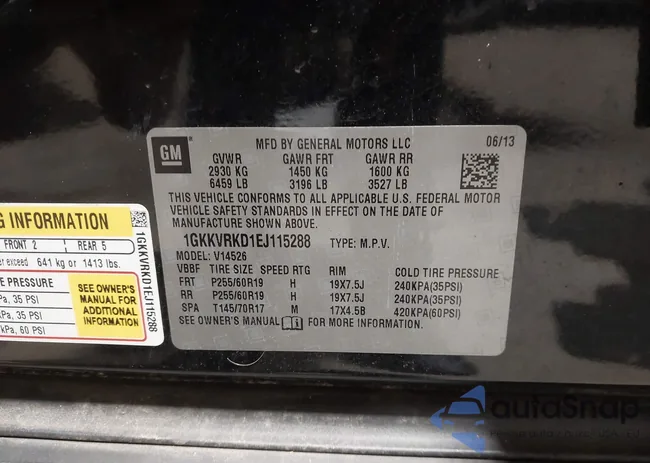 GM
MFD BY GENERAL MOTORS LLC 06/13
GVWR GAWR FRT GAWR RR
2930 KG 1450 KG 1600 KG
6459 LB 3196 LB 3527 LB
THIS VEHICLE CONFORMS TO ALL APPLICABLE U.S. FEDERAL MOTOR
VEHICLE SAFETY STANDARDS IN EFFECT ON THE DATE OF
MANUFACTURE SHOWN ABOVE.
1GKKVRKD1EJ115288 TYPE: M.P.V.
MODEL: V14526
VBBF TIRE SIZE SPEED RTG RIM COLD TIRE PRESSURE
FRT P255/60R19 H 19X7.5J 240KPA(35PSI)
RR P255/60R19 H 19X7.5J 240KPA(35PSI)
SPA T145/70R17 M 17X4.5B 420KPA(60PSI)
SEE OWNER'S MANUAL FOR MORE INFORMATION.
G INFORMATION
FRONT 2 REAR 5
exceed 641 kg or 1413 lbs.
E PRESSURE
Pa, 35 PSI
kPa, 35 PSI
kPa, 60 PSI
SEE OWNER'S
MANUAL FOR
ADDITIONAL
INFORMATION
1GKKVRKD1EJ115288
autoSnap